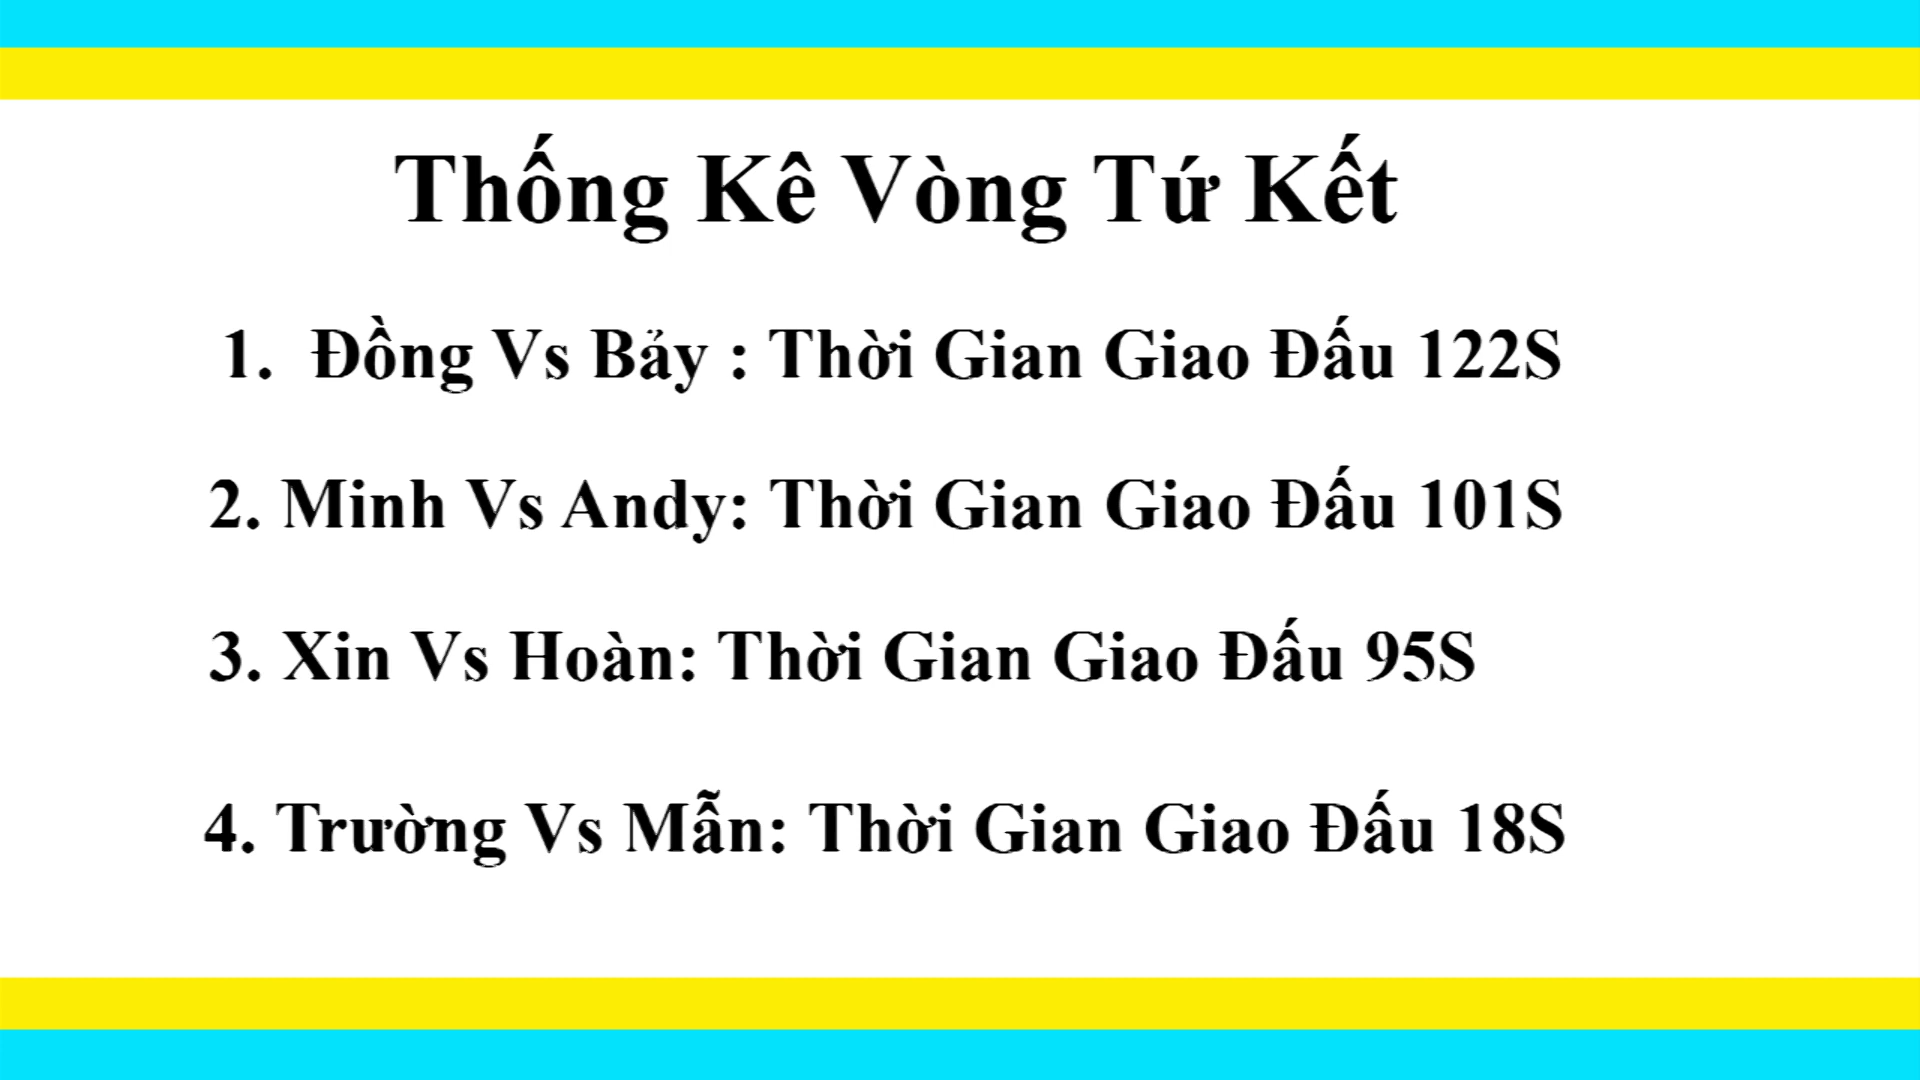 Thống Kê Vòng Tứ Kết
1. Đồng Vs Bảy : Thời Gian Giao Đấu 122S
2. Minh Vs Andy: Thời Gian Giao Đấu 101S
3. Xin Vs Hoàn: Thời Gian Giao Đấu 95S
4. Trường Vs Mẫn: Thời Gian Giao Đấu 18S